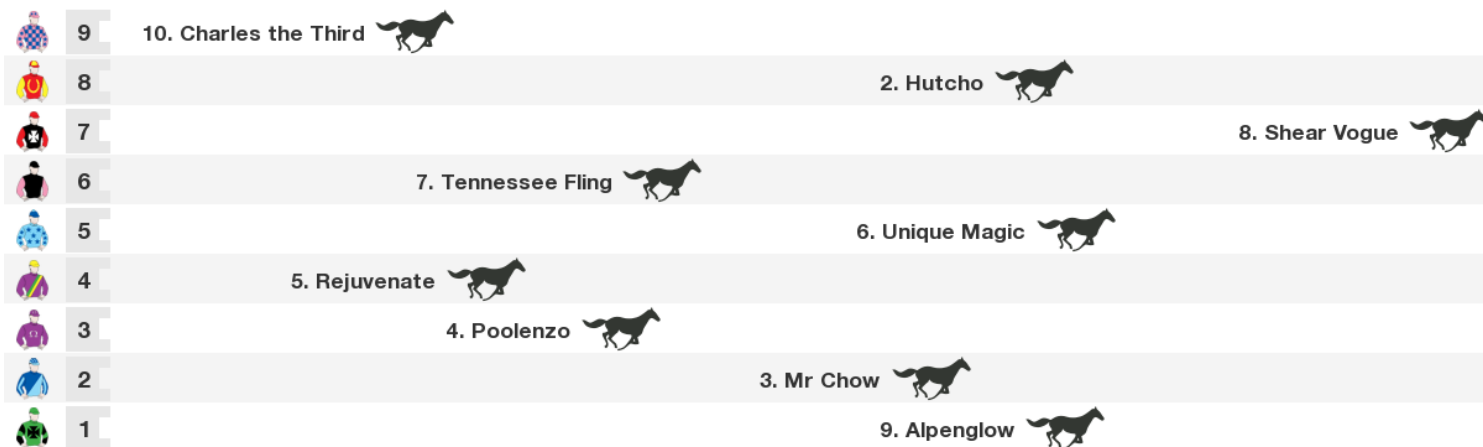 9 10. Charles the Third
8 2. Hutcho
7 8. Shear Vogue
6 7. Tennessee Fling
5 6. Unique Magic
4 5. Rejuvenate
3 4. Poolenzo
2 3. Mr Chow
1 9. Alpenglow